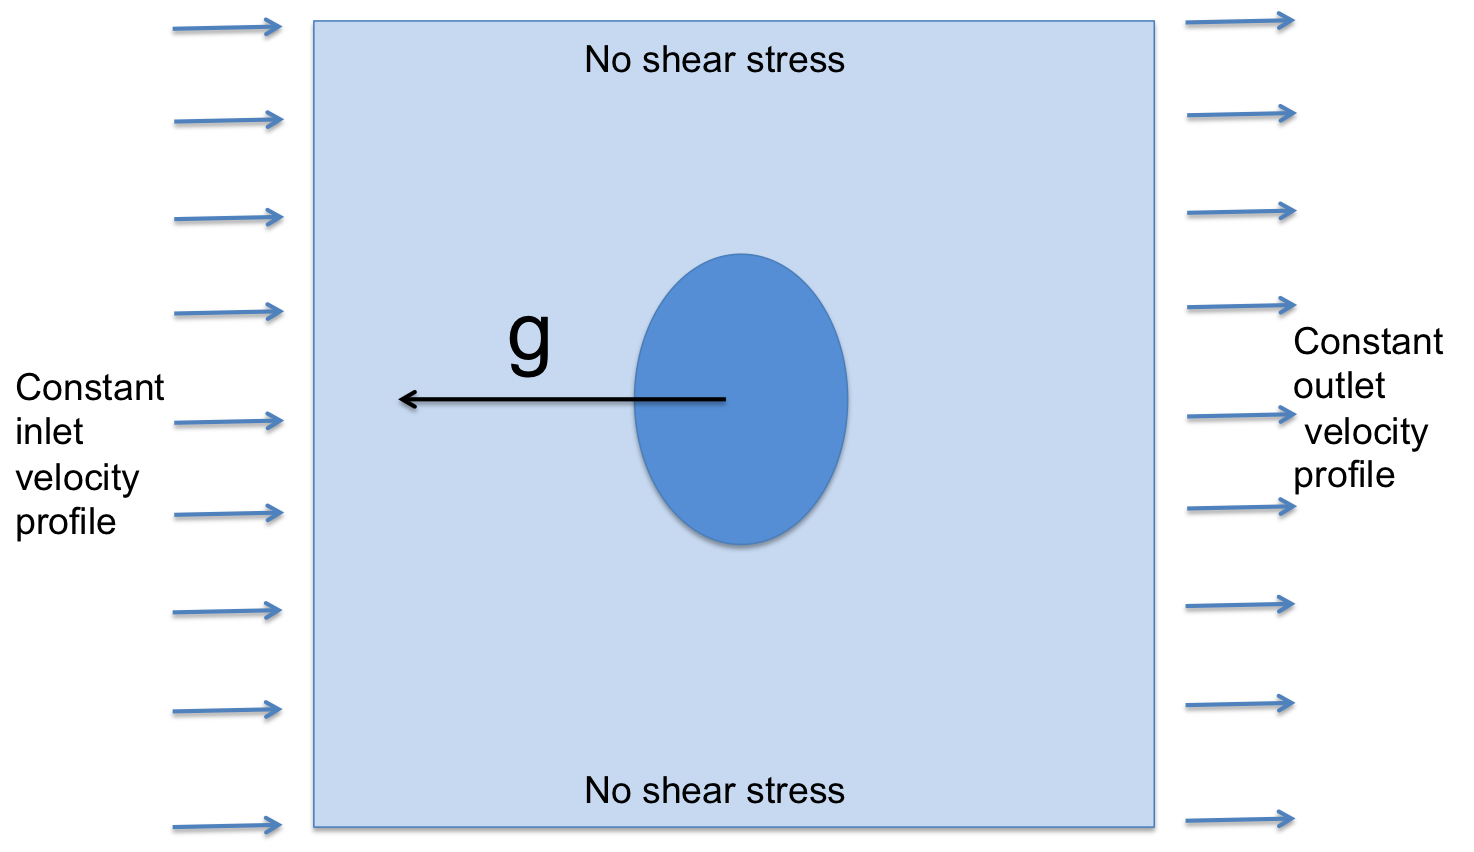 No shear stress
g
Constant
inlet
velocity
profile
Constant
outlet
velocity
profile
No shear stress